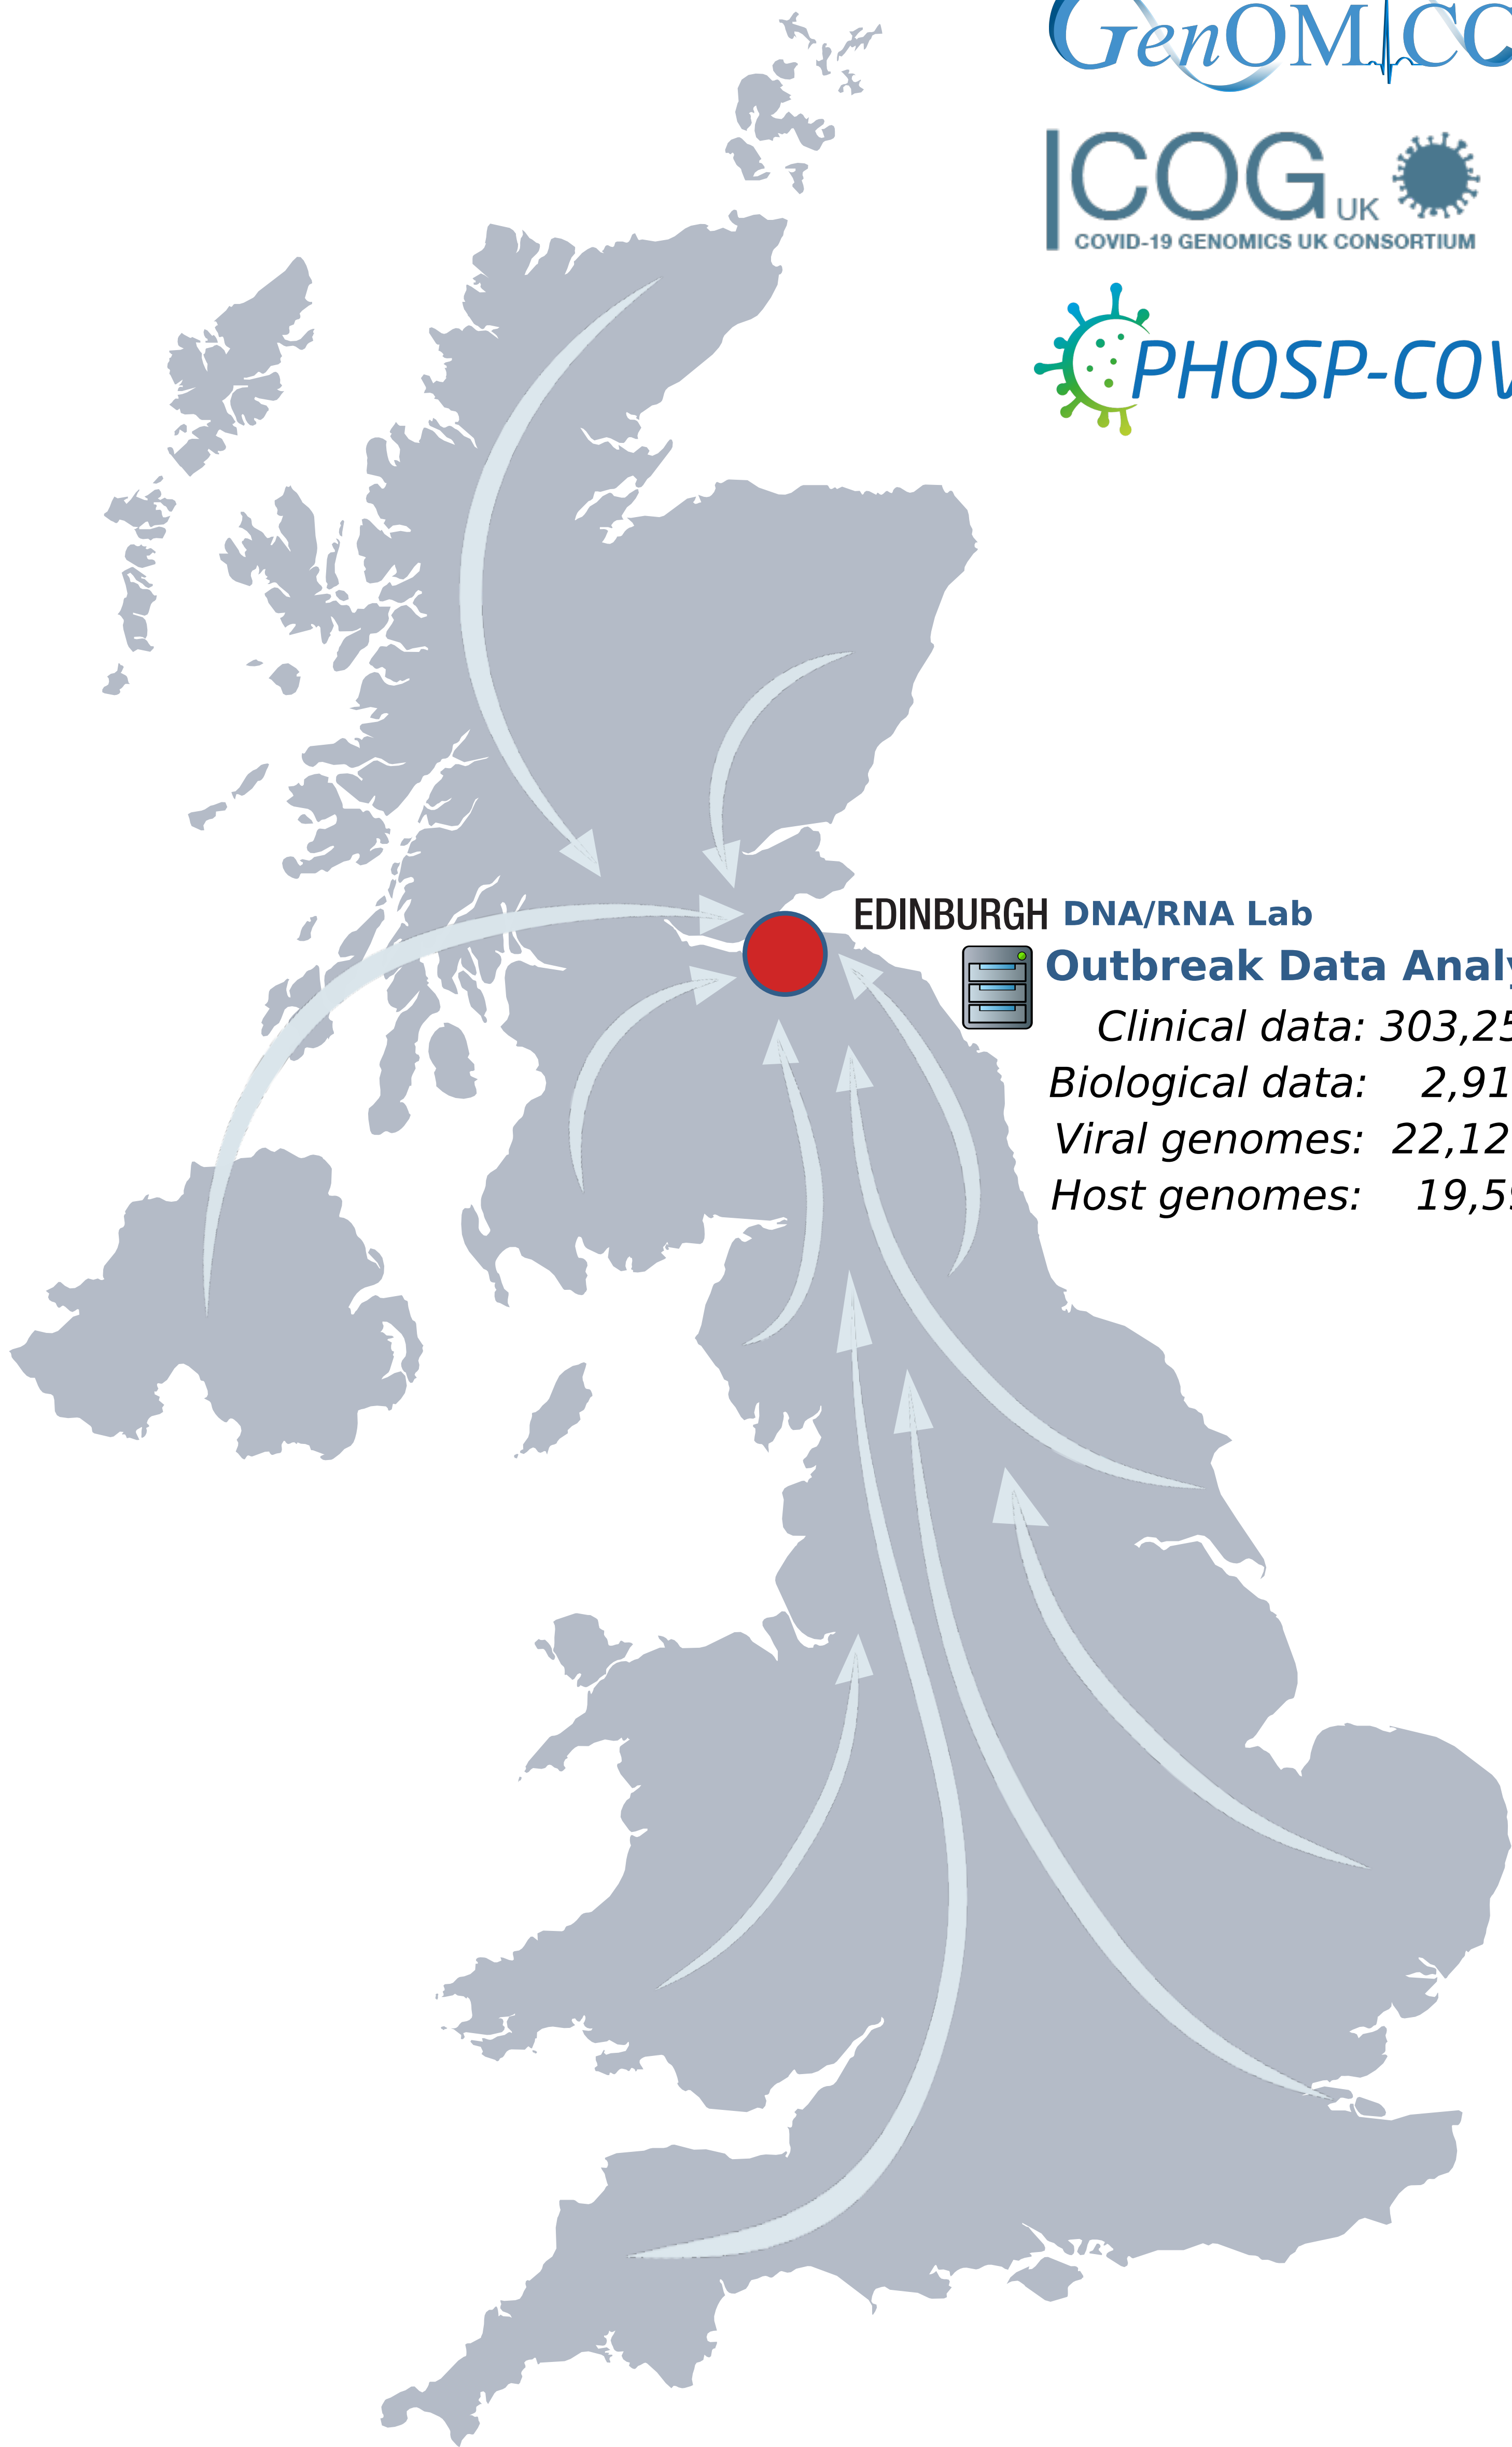 GenOMICC
COG UK
COVID-19 GENOMICS UK CONSORTIUM
PHOSP-COV
EDINBURGH DNA/RNA Lab
Outbreak Data Analy
Clinical data: 303,25
Biological data: 2,91
Viral genomes: 22,12
Host genomes: 19,59